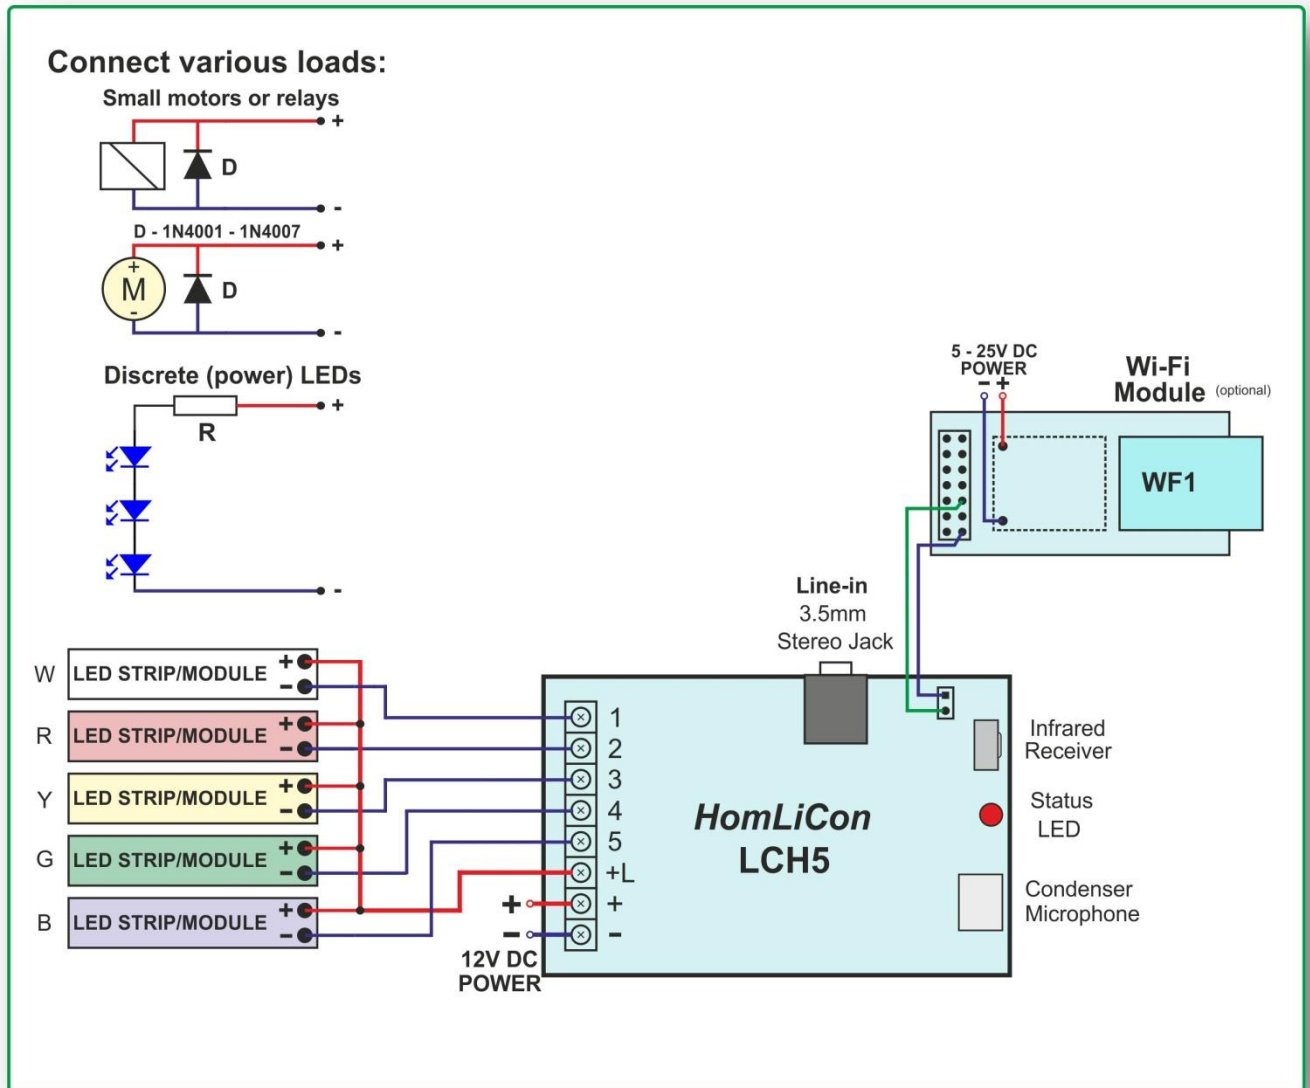 Connect various loads:
Small motors or relays
+
D
-
D - 1N4001 - 1N4007
+
+
M
-
D
-
Discrete (power) LEDs
+
R
-
5 - 25V DC
POWER
- +
Wi-Fi
Module (optional)
WF1
Line-in
3.5mm
Stereo Jack
W LED STRIP/MODULE + -
R LED STRIP/MODULE + -
Y LED STRIP/MODULE + -
G LED STRIP/MODULE + -
B LED STRIP/MODULE + -
1
2
3
4
5
+L
+ +
- -
12V DC
POWER
HomLiCon
LCH5
Infrared
Receiver
Status
LED
Condenser
Microphone